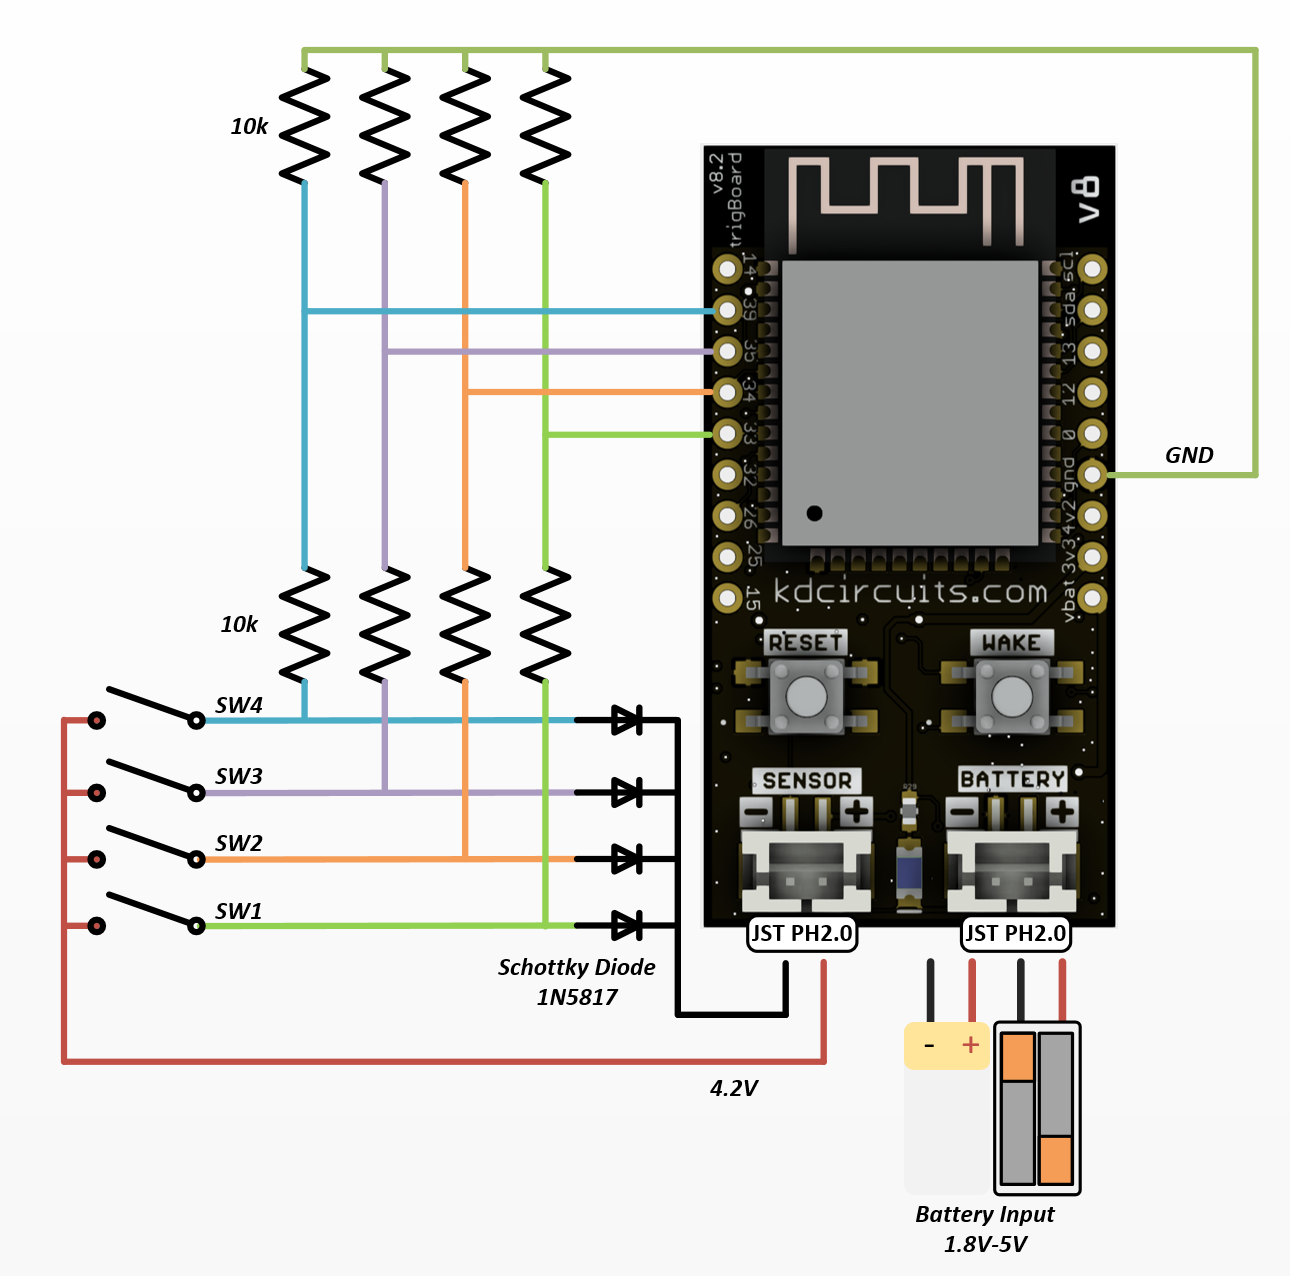 10k
v8.2
trigBoard
v8
14
39
35
34
33
32
26
25
15
scl
sda
13
12
0
gnd
4v2
3v3
vbat
GND
kdcircuits.com
10k
RESET
WAKE
SW4
SW3
SW2
SW1
SENSOR
BATTERY
R29
- +
- +
JST PH2.0
JST PH2.0
Schottky Diode
1N5817
- +
4.2V
Battery Input
1.8V-5V